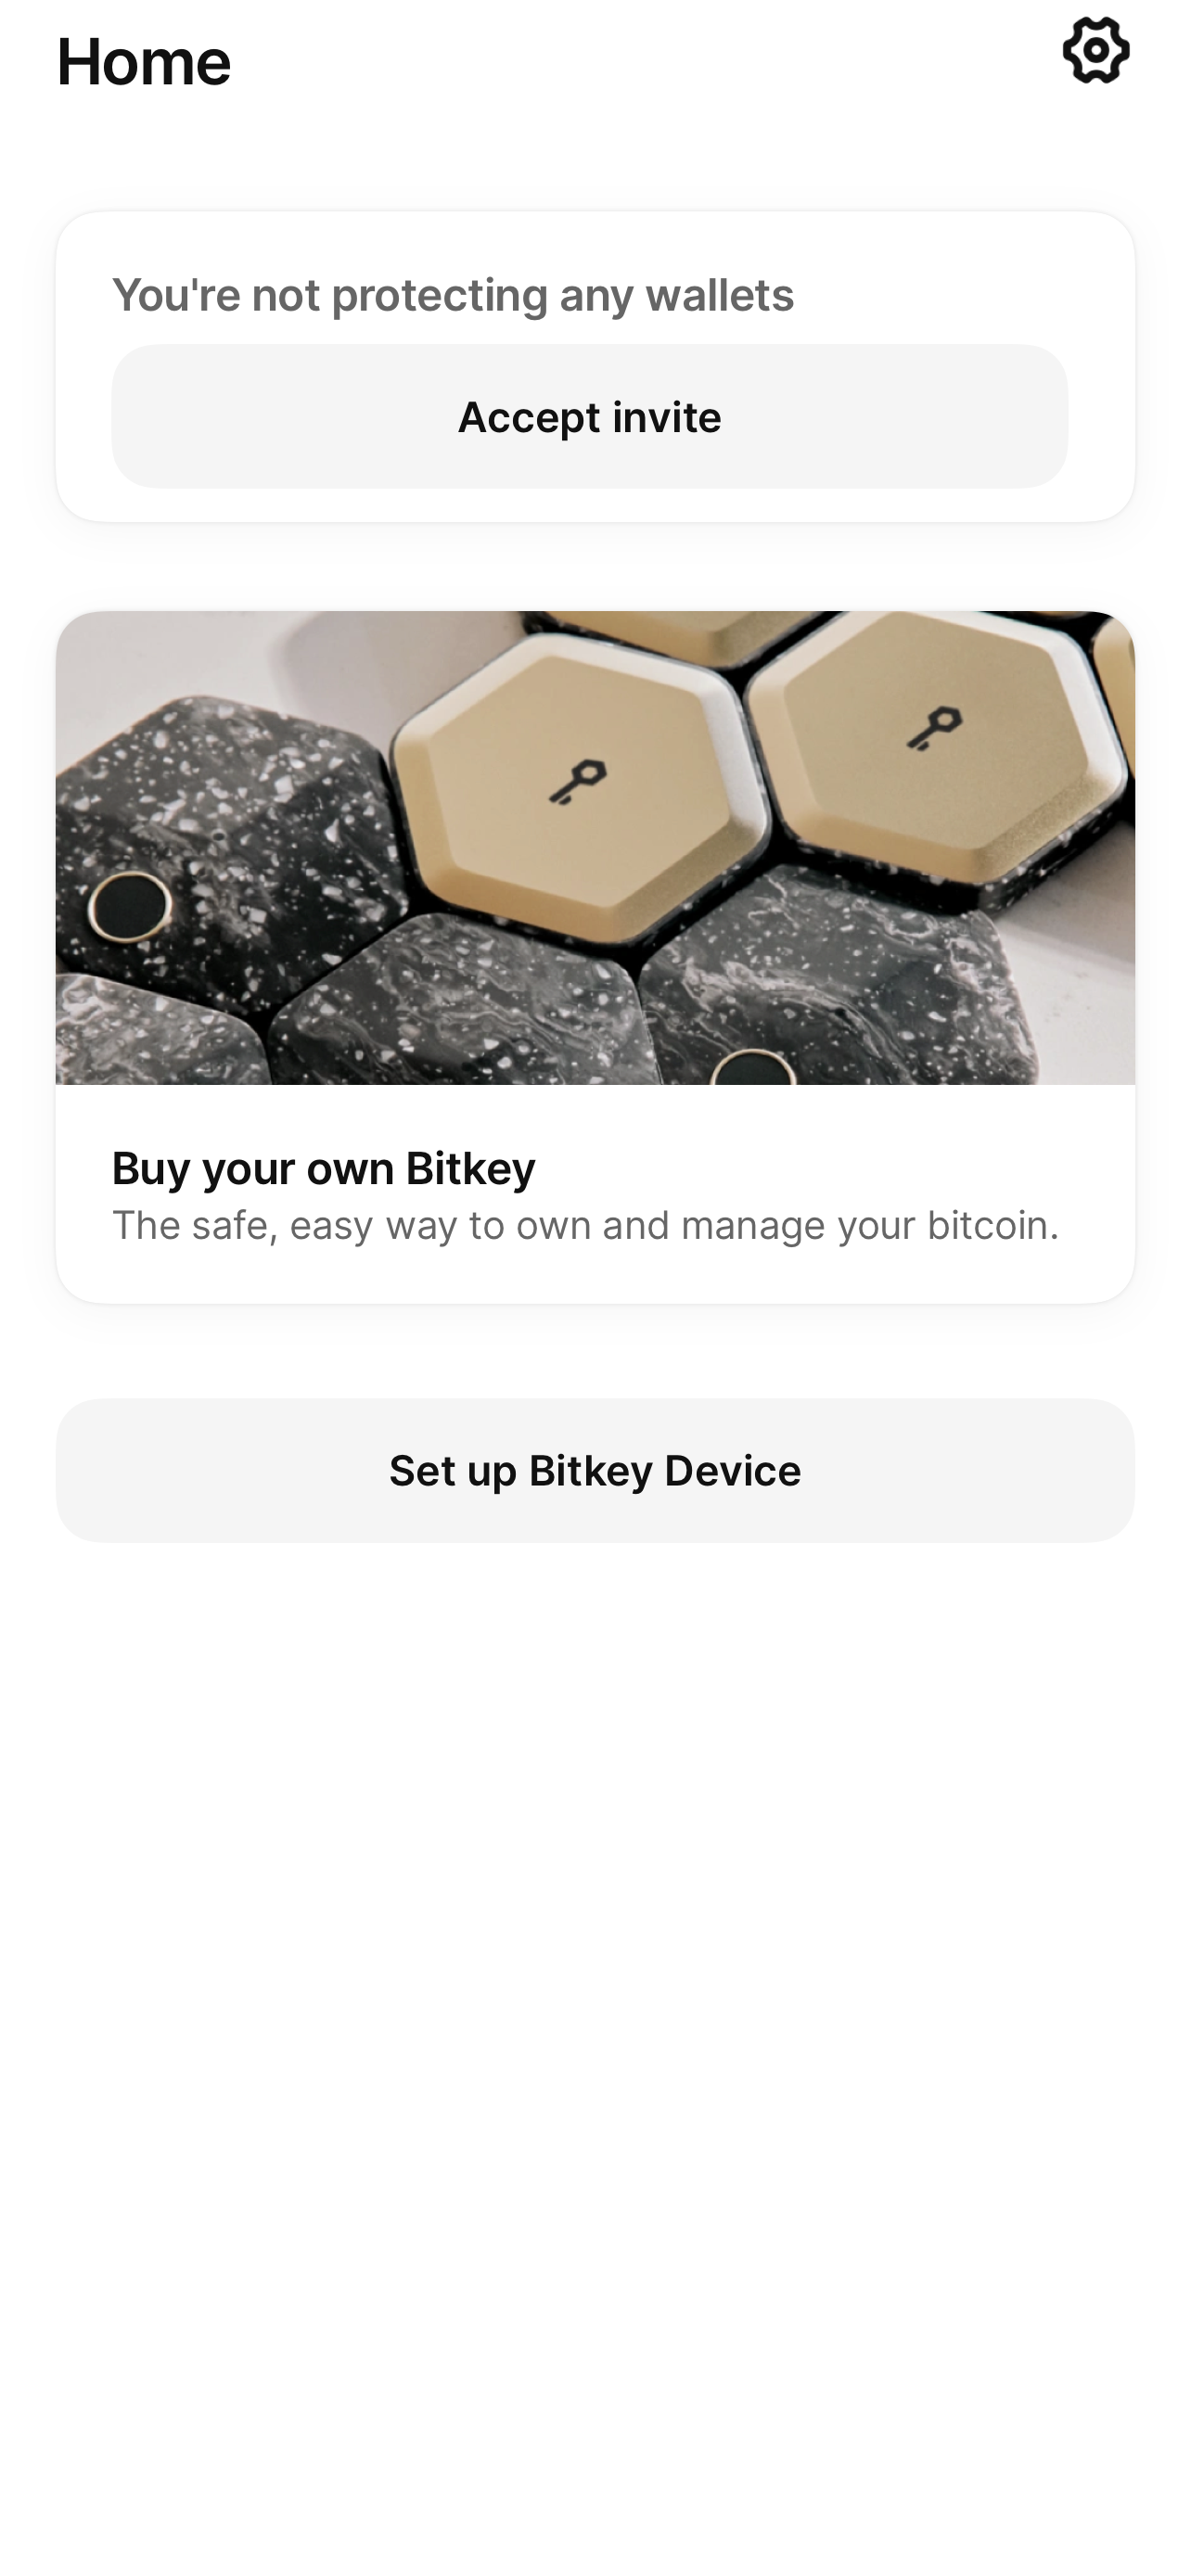 Home
You're not protecting any wallets
Accept invite
Buy your own Bitkey
The safe, easy way to own and manage your bitcoin.
Set up Bitkey Device